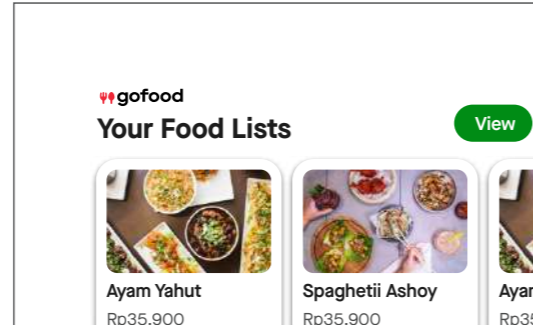 gofood
Your Food Lists
View
Ayam Yahut
Rp35.900
Spaghetii Ashoy
Rp35.900